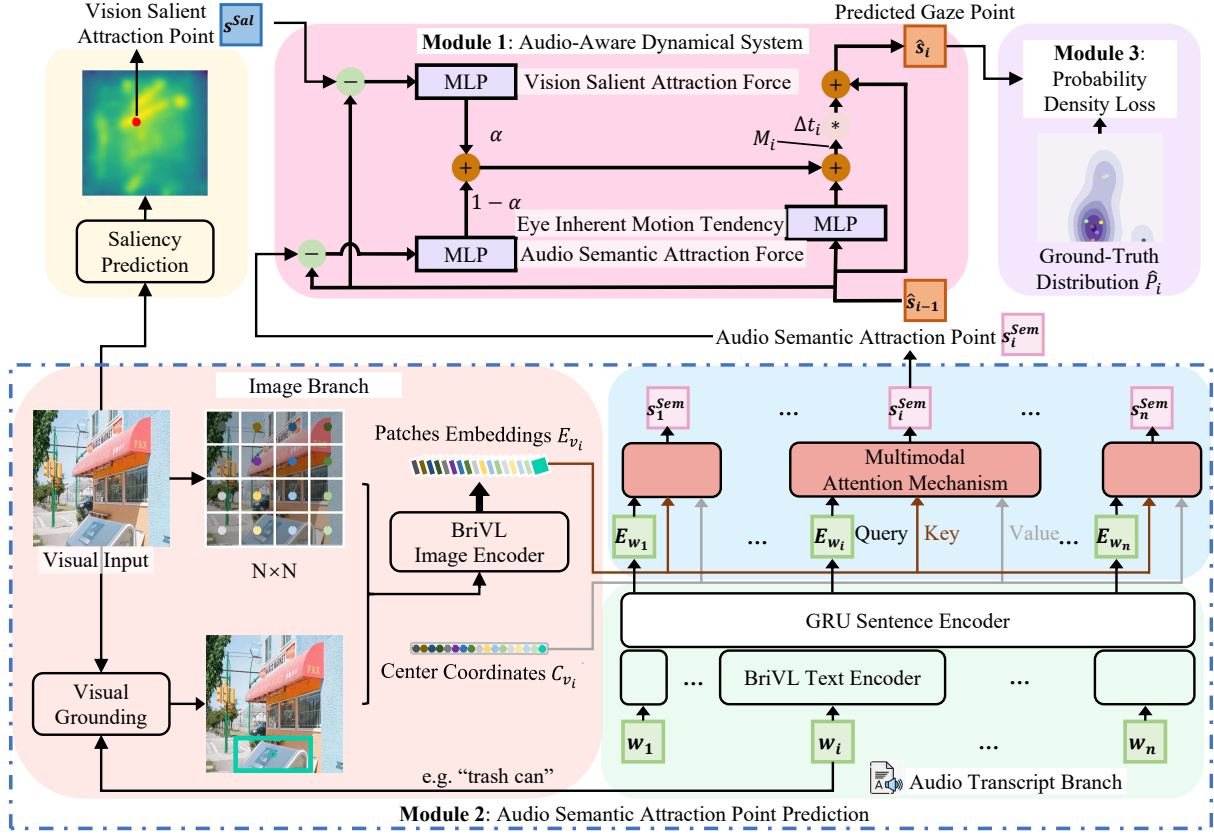 Vision Salient
Attraction Point
s^Sal
Module 1: Audio-Aware Dynamical System
Predicted Gaze Point
ŝ_i
Module 3:
Probability
Density Loss
−
MLP
Vision Salient Attraction Force
α
+
+
Δt_i
*
M_i
+
1 − α
Eye Inherent Motion Tendency
MLP
−
MLP
Audio Semantic Attraction Force
Saliency
Prediction
Ground-Truth
Distribution P̂_i
ŝ_{i−1}
Audio Semantic Attraction Point s_i^Sem
Image Branch
Visual Input
N×N
Patches Embeddings E_{v_i}
BriVL
Image Encoder
Center Coordinates C_{v_i}
Visual
Grounding
FAX
FAX
e.g. “trash can”
s_1^Sem
...
s_i^Sem
...
s_n^Sem
Multimodal
Attention Mechanism
E_{w_1}
...
E_{w_i}
Query
Key
Value
...
E_{w_n}
GRU Sentence Encoder
...
BriVL Text Encoder
...
w_1
w_i
...
w_n
Audio Transcript Branch
Module 2: Audio Semantic Attraction Point Prediction